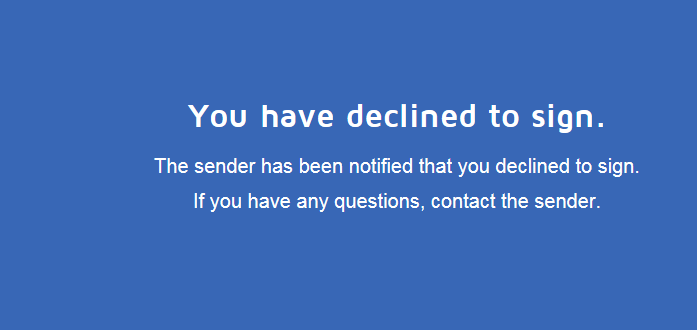 You have declined to sign.
The sender has been notified that you declined to sign.
If you have any questions, contact the sender.